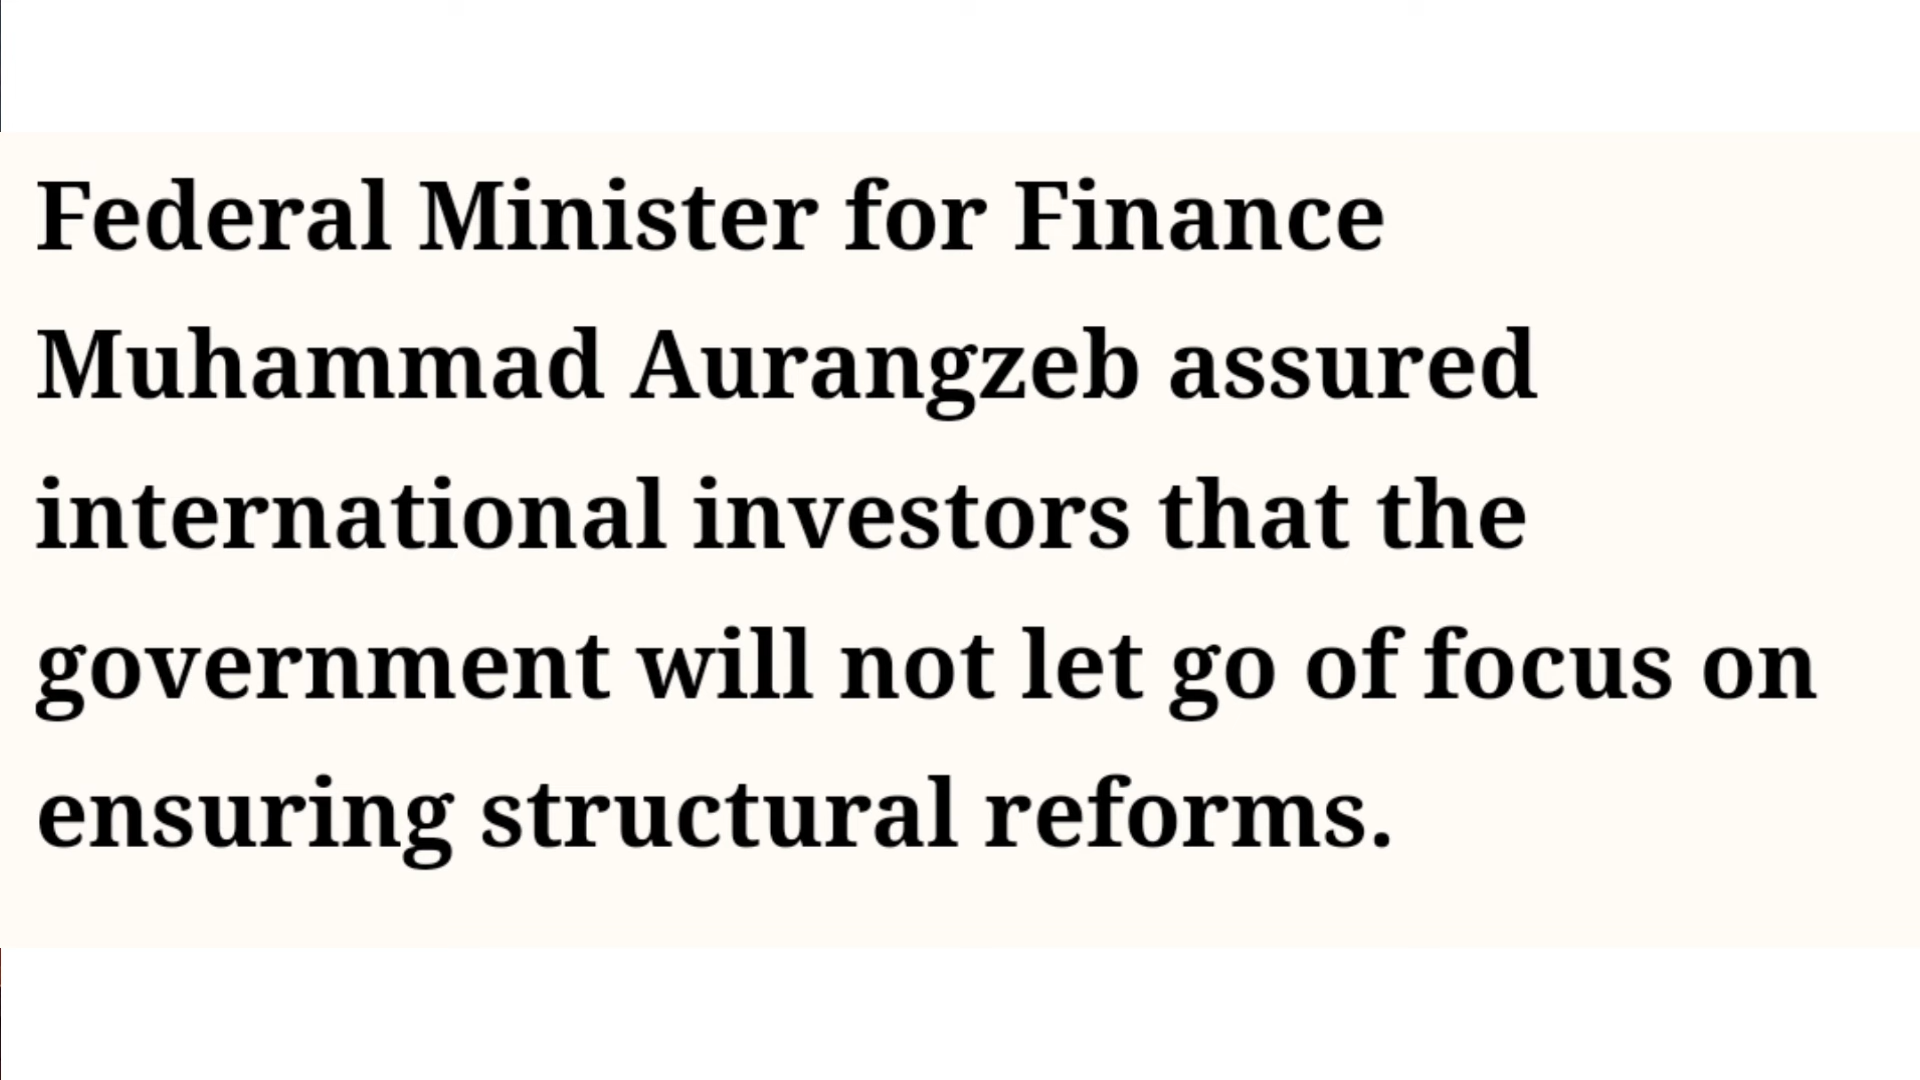 Federal Minister for Finance
Muhammad Aurangzeb assured
international investors that the
government will not let go of focus on
ensuring structural reforms.